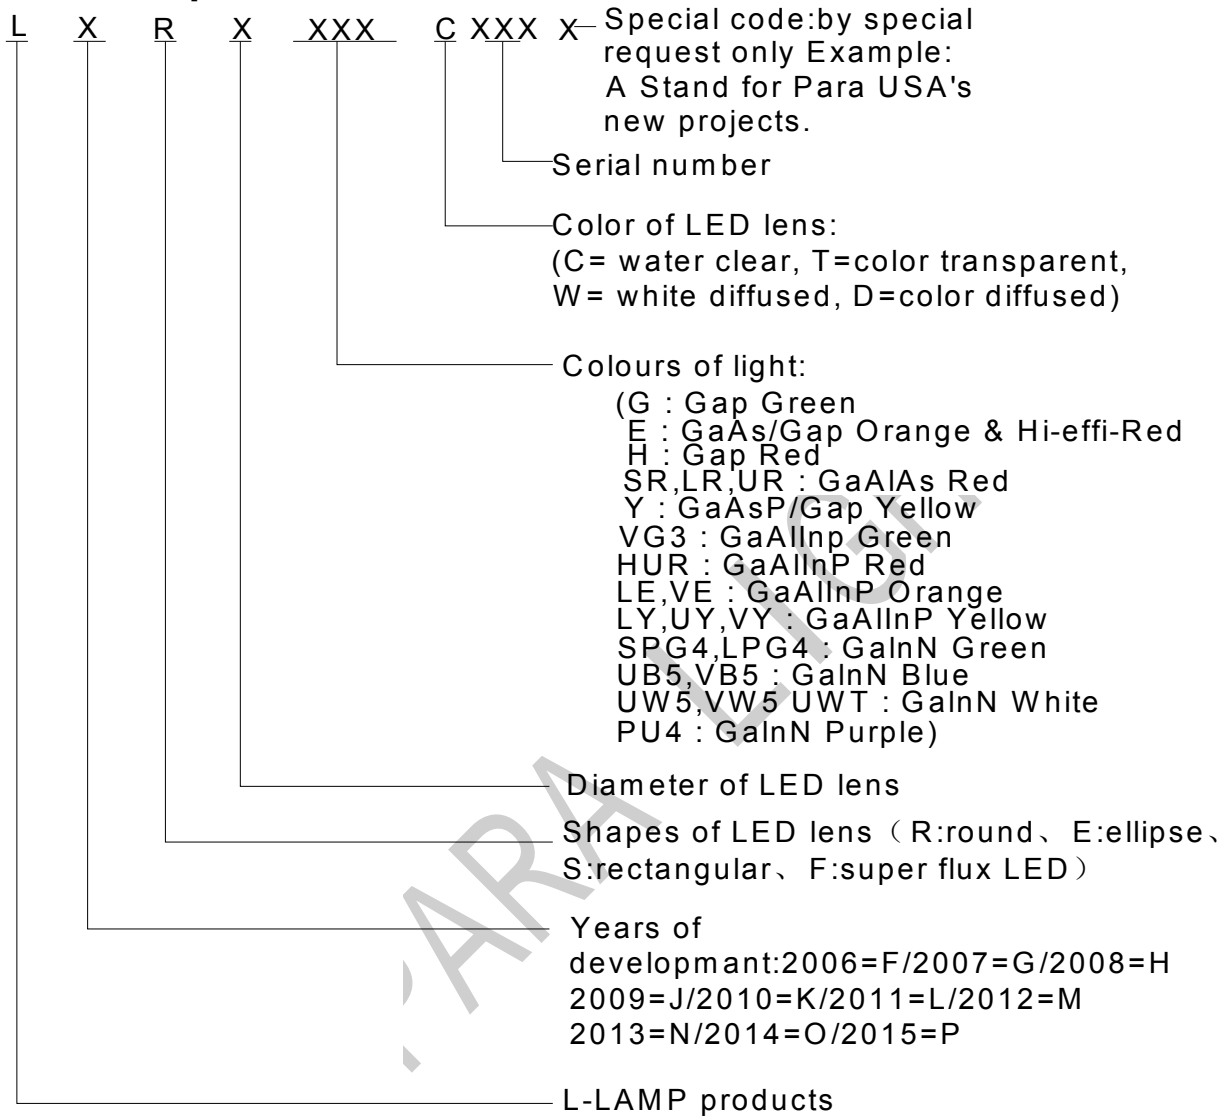 L X R X XXX C XXX X Special code:by special
request only Example:
A Stand for Para USA's
new projects.
Serial number
Color of LED lens:
(C= water clear, T=color transparent,
W= white diffused, D=color diffused)
Colours of light:
(G : Gap Green
E : GaAs/Gap Orange & Hi-effi-Red
H : Gap Red
SR,LR,UR : GaAlAs Red
Y : GaAsP/Gap Yellow
VG3 : GaAllnp Green
HUR : GaAllnP Red
LE,VE : GaAllnP Orange
LY,UY,VY : GaAllnP Yellow
SPG4,LPG4 : GaInN Green
UB5,VB5 : GaInN Blue
UW5,VW5 UWT : GaInN White
PU4 : GaInN Purple)
Diameter of LED lens
Shapes of LED lens（R:round、E:ellipse、
S:rectangular、F:super flux LED）
Years of
developmant:2006=F/2007=G/2008=H
2009=J/2010=K/2011=L/2012=M
2013=N/2014=O/2015=P
L-LAMP products
PARA